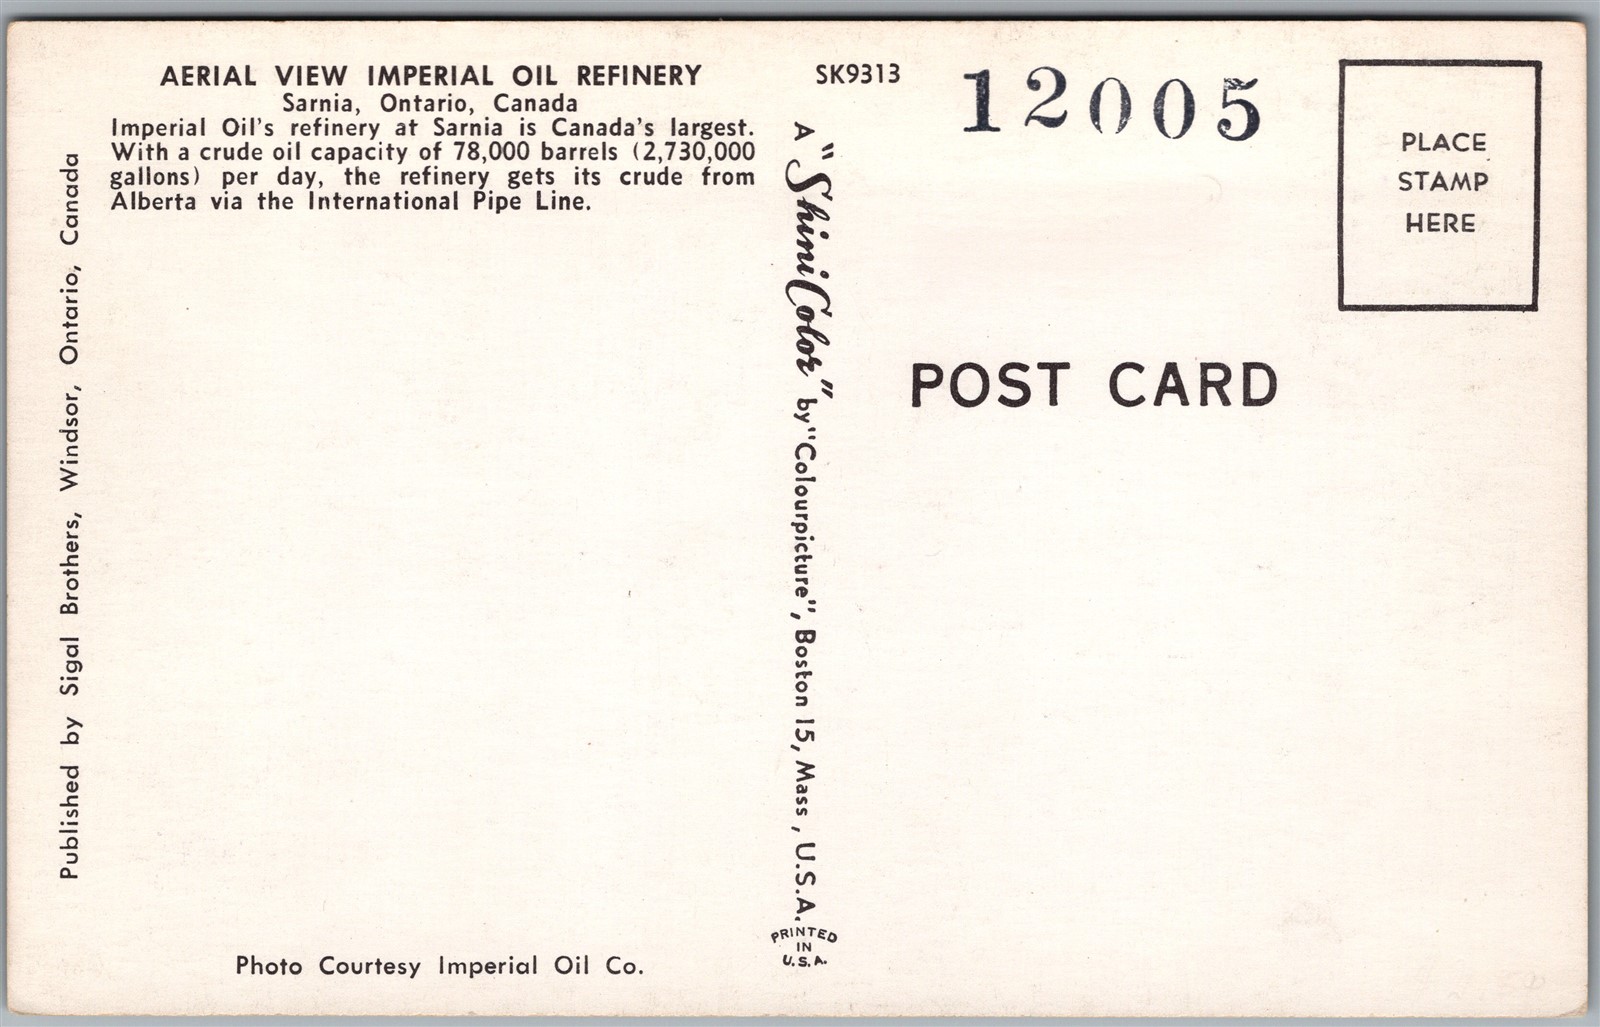 AERIAL VIEW IMPERIAL OIL REFINERY
Sarnia, Ontario, Canada
Imperial Oil's refinery at Sarnia is Canada's largest.
With a crude oil capacity of 78,000 barrels (2,730,000
gallons) per day, the refinery gets its crude from
Alberta via the International Pipe Line.
Published by Sigal Brothers, Windsor, Ontario, Canada
Photo Courtesy Imperial Oil Co.
SK9313
A "ShiniColor" by "Colourpicture", Boston 15, Mass , U.S.A.
PRINTED
IN
U.S.A.
12005
PLACE
STAMP
HERE
POST CARD